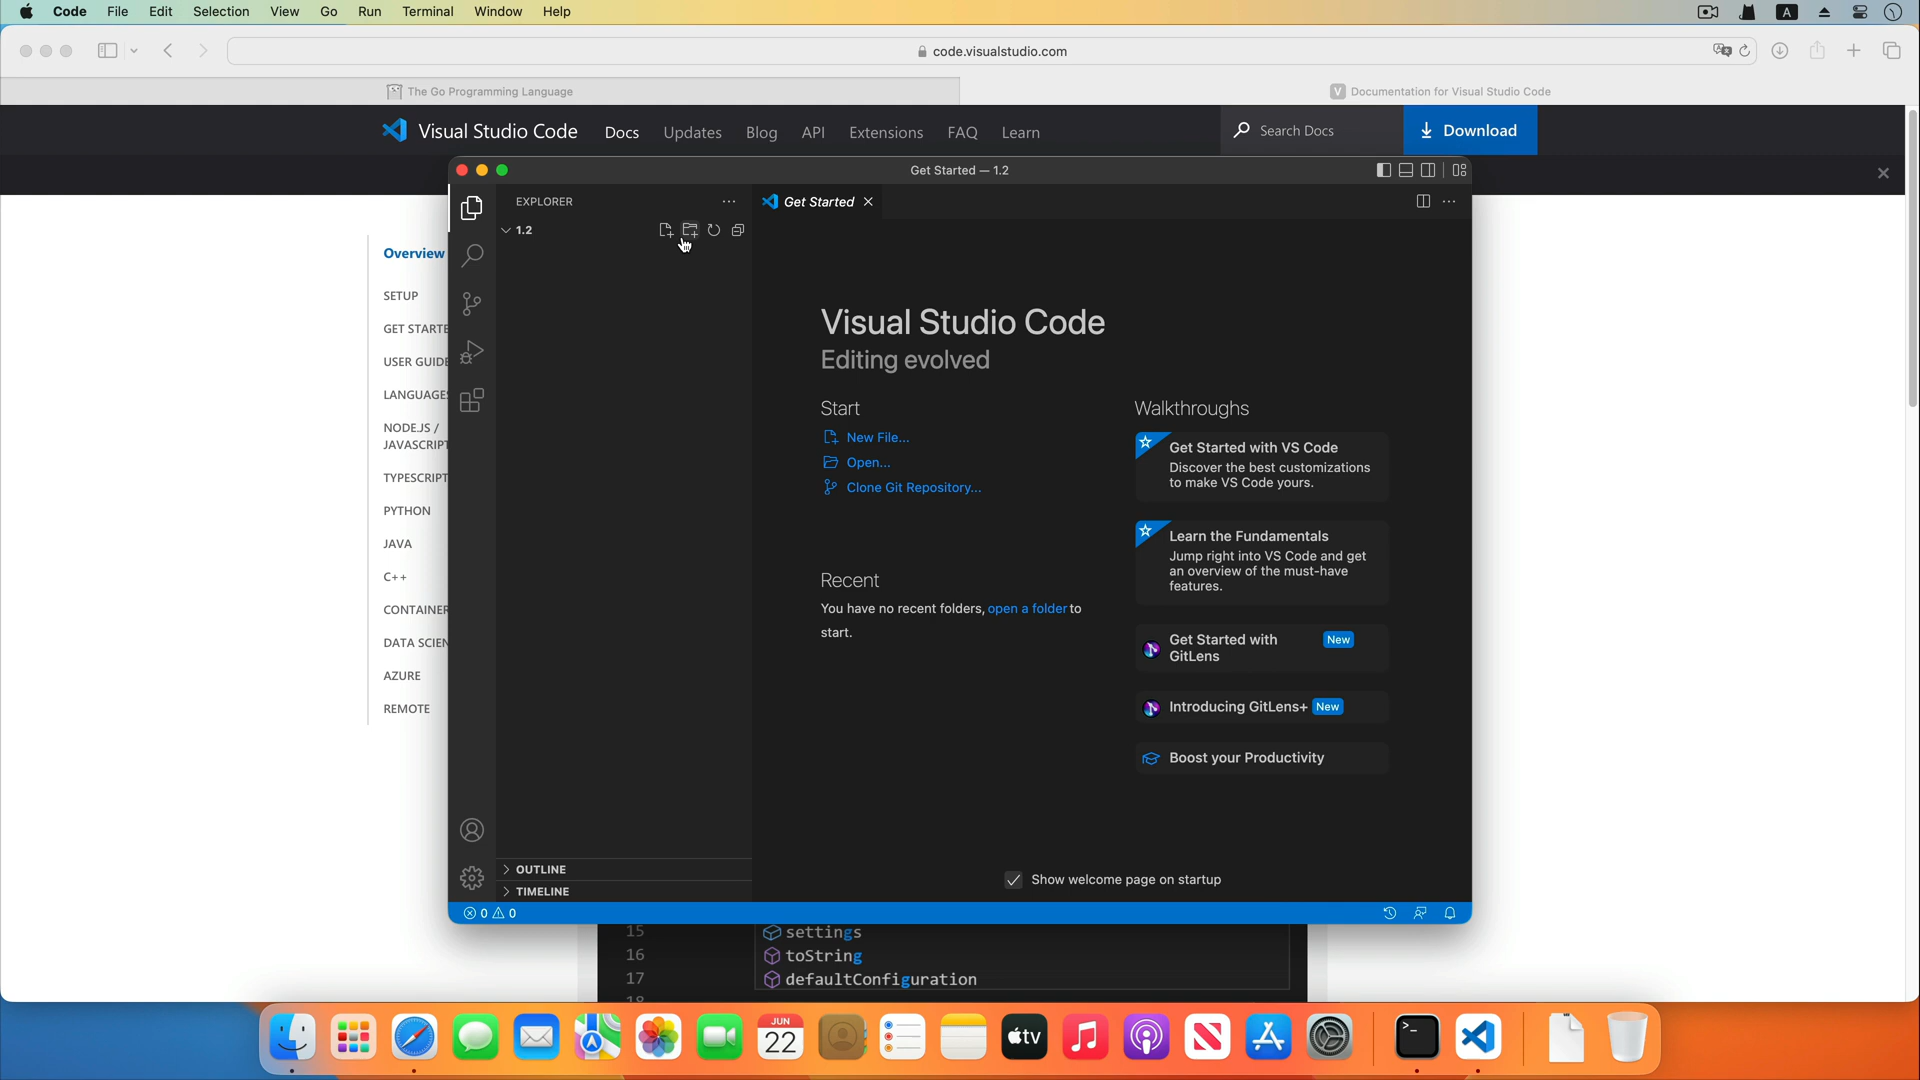 Code File Edit Selection View Go Run Terminal Window Help
A
code.visualstudio.com
The Go Programming Language
V Documentation for Visual Studio Code
Visual Studio Code Docs Updates Blog API Extensions FAQ Learn
Search Docs
Download
Get Started — 1.2
EXPLORER
Get Started
1.2
Overview
SETUP
GET STARTE
USER GUIDE
LANGUAGES
NODE.JS /
JAVASCRIPT
TYPESCRIPT
PYTHON
JAVA
C++
CONTAINER
DATA SCIEN
AZURE
REMOTE
Visual Studio Code
Editing evolved
Start
New File...
Open...
Clone Git Repository...
Recent
You have no recent folders, open a folder to
start.
Walkthroughs
Get Started with VS Code
Discover the best customizations
to make VS Code yours.
Learn the Fundamentals
Jump right into VS Code and get
an overview of the must-have
features.
Get Started with
GitLens
New
Introducing GitLens+ New
Boost your Productivity
Show welcome page on startup
OUTLINE
TIMELINE
0 0
15 settings
16 toString
17 defaultConfiguration
18
JUN
22
tv